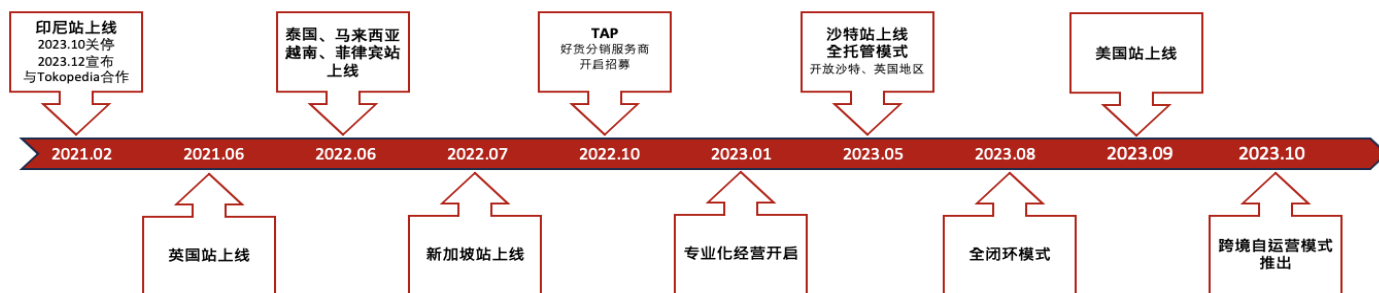 印尼站上线
2023.10关停
2023.12宣布
与Tokopedia合作
泰国、马来西亚
越南、菲律宾站
上线
TAP
好货分销服务商
开启招募
沙特站上线
全托管模式
开放沙特、英国地区
美国站上线
2021.02
2021.06
2022.06
2022.07
2022.10
2023.01
2023.05
2023.08
2023.09
2023.10
英国站上线
新加坡站上线
专业化经营开启
全闭环模式
跨境自运营模式
推出